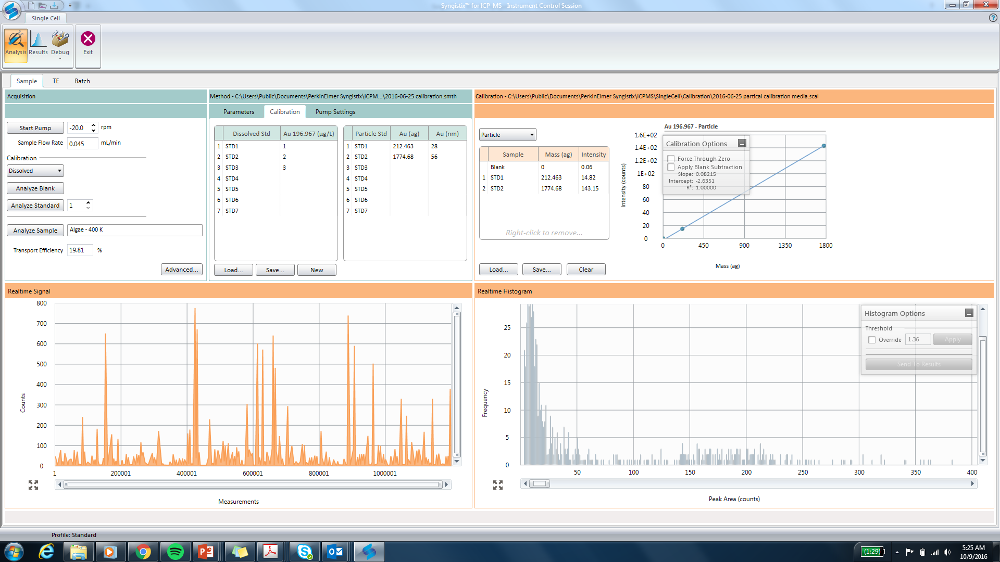 Syngistix™ for ICP-MS - Instrument Control Session
Single Cell
Analysis Results Debug Exit
Sample TE Batch
Acquisition
Start Pump -20.0 rpm
Sample Flow Rate 0.045 mL/min
Calibration
Dissolved
Analyze Blank
Analyze Standard 1
Analyze Sample Algae - 400 K
Transport Efficiency 19.81 %
Advanced...
Method - C:\Users\Public\Documents\PerkinElmer Syngistix\ICPM...\2016-06-25 calibration.smth
Parameters Calibration Pump Settings
Dissolved Std Au 196.967 (µg/L)
1 STD1 1
2 STD2 2
3 STD3 3
4 STD4
5 STD5
6 STD6
7 STD7
Particle Std Au (ag) Au (nm)
1 STD1 212.463 28
2 STD2 1774.68 56
3 STD3
4 STD4
5 STD5
6 STD6
7 STD7
Load... Save... New
Calibration - C:\Users\Public\Documents\PerkinElmer Syngistix\ICPMS\SingleCell\Calibration\2016-06-25 partical calibration media.scal
Particle
Sample Mass (ag) Intensity
Blank 0 0.06
1 STD1 212.463 14.82
2 STD2 1774.68 143.15
Right-click to remove...
Load... Save... Clear
Au 196.967 - Particle
Intensity (counts)
1.6E+02
1.4E+02
1.2E+02
1E+02
80
60
40
20
0
Calibration Options
Force Through Zero
Apply Blank Subtraction
Slope: 0.08215
Intercept: -2.6351
R²: 1.00000
0 450 900 1350 1800
Mass (ag)
Realtime Signal
Counts
800
700
600
500
400
300
200
100
0
1 200001 400001 600001 800001 1000001
Measurements
Realtime Histogram
Frequency
25
20
15
10
5
0
Histogram Options
Threshold
Override 1.36 Apply
Send To Results
50 100 150 200 250 300 350 400
Peak Area (counts)
Profile: Standard
(1:29)
5:25 AM
10/9/2016